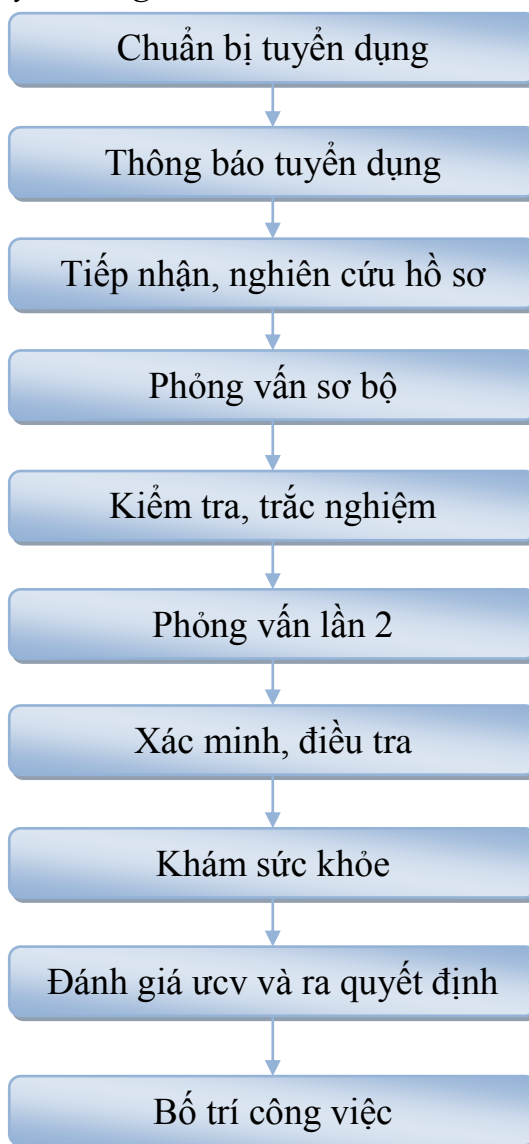 Chuẩn bị tuyển dụng
Thông báo tuyển dụng
Tiếp nhận, nghiên cứu hồ sơ
Phỏng vấn sơ bộ
Kiểm tra, trắc nghiệm
Phỏng vấn lần 2
Xác minh, điều tra
Khám sức khỏe
Đánh giá ưcv và ra quyết định
Bố trí công việc